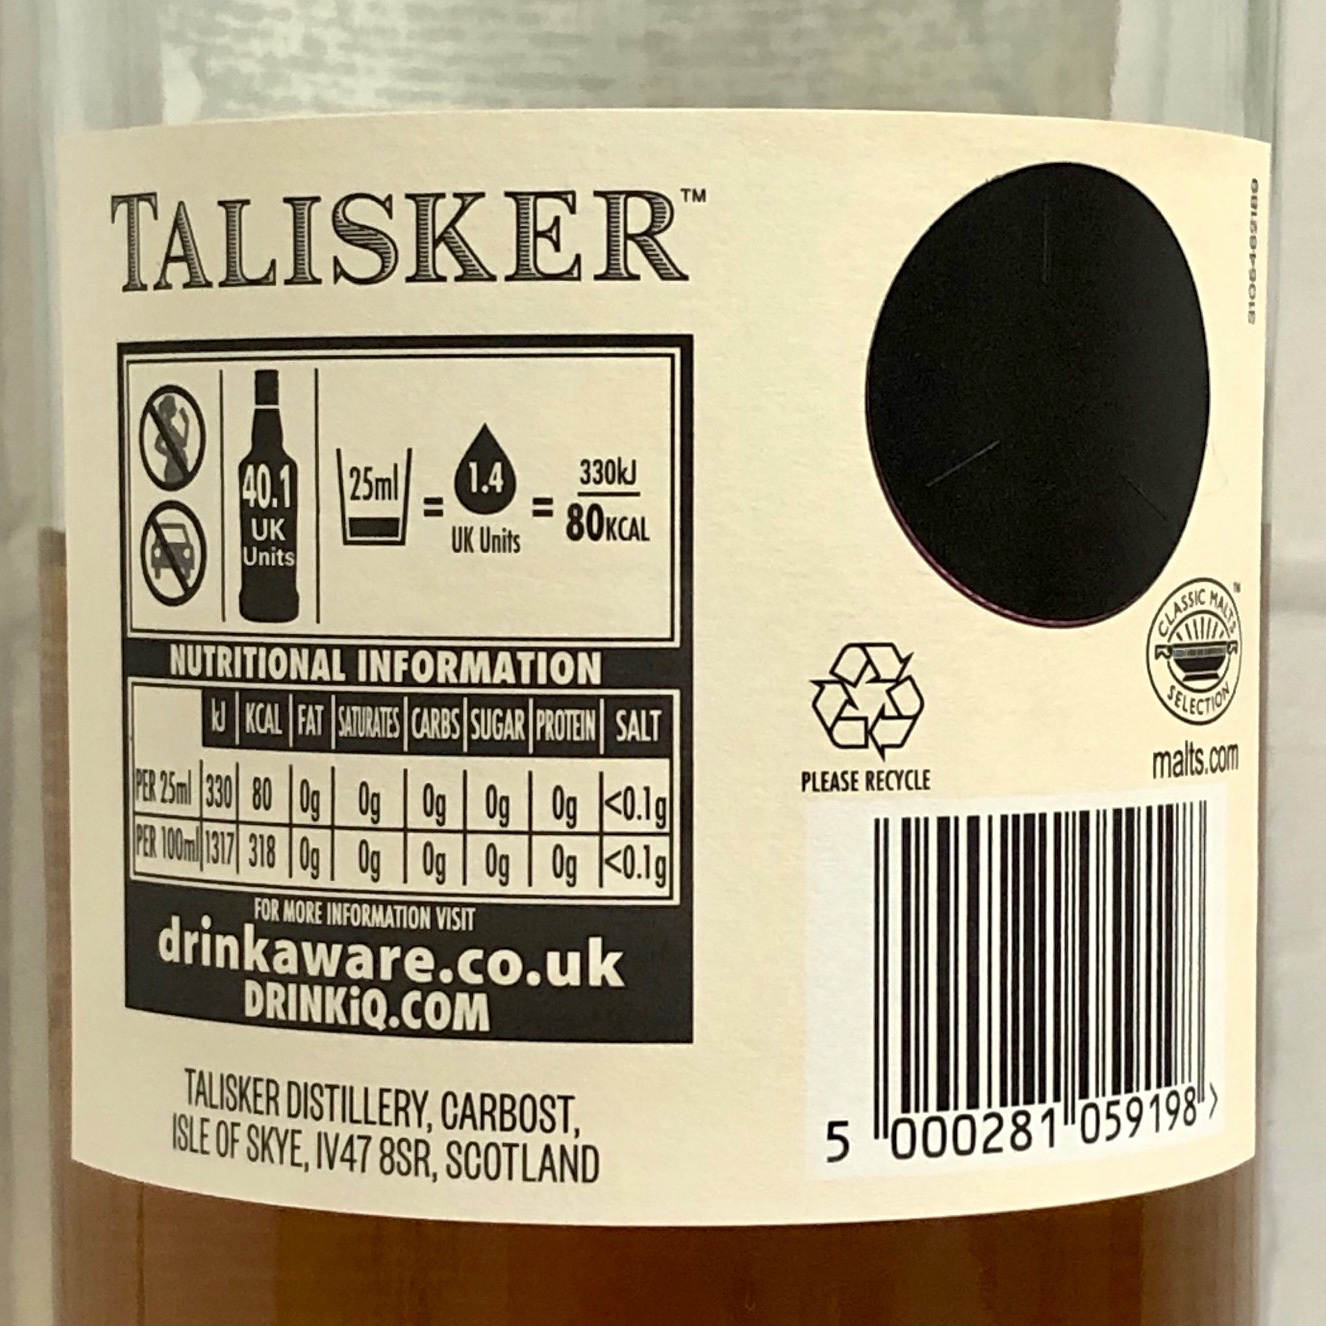 TALISKER™
40.1
UK
Units
25ml
=
1.4
UK Units
=
330kJ
80KCAL
NUTRITIONAL INFORMATION
kJ KCAL FAT SATURATES CARBS SUGAR PROTEIN SALT
PER 25ml 330 80 0g 0g 0g 0g 0g <0.1g
PER 100ml 1317 318 0g 0g 0g 0g 0g <0.1g
FOR MORE INFORMATION VISIT
drinkaware.co.uk
DRINKiQ.COM
TALISKER DISTILLERY, CARBOST,
ISLE OF SKYE, IV47 8SR, SCOTLAND
CLASSIC MALTS
SELECTION
™
malts.com
PLEASE RECYCLE
5 000281 059198 >